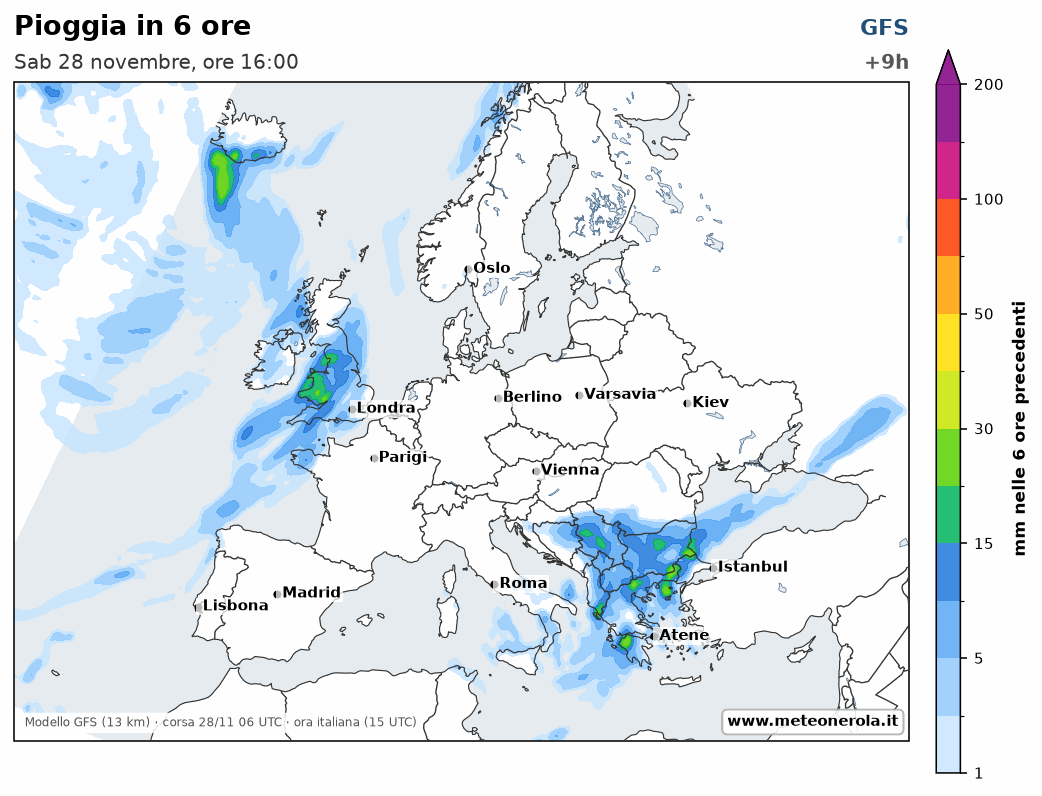 Pioggia in 6 ore
GFS
Sab 28 novembre, ore 16:00
+9h
200
100
50
30
15
5
1
mm nelle 6 ore precedenti
Oslo
Londra
Berlino
Varsavia
Kiev
Parigi
Vienna
Istanbul
Roma
Madrid
Lisbona
Atene
Modello GFS (13 km) · corsa 28/11 06 UTC · ora italiana (15 UTC)
www.meteonerola.it